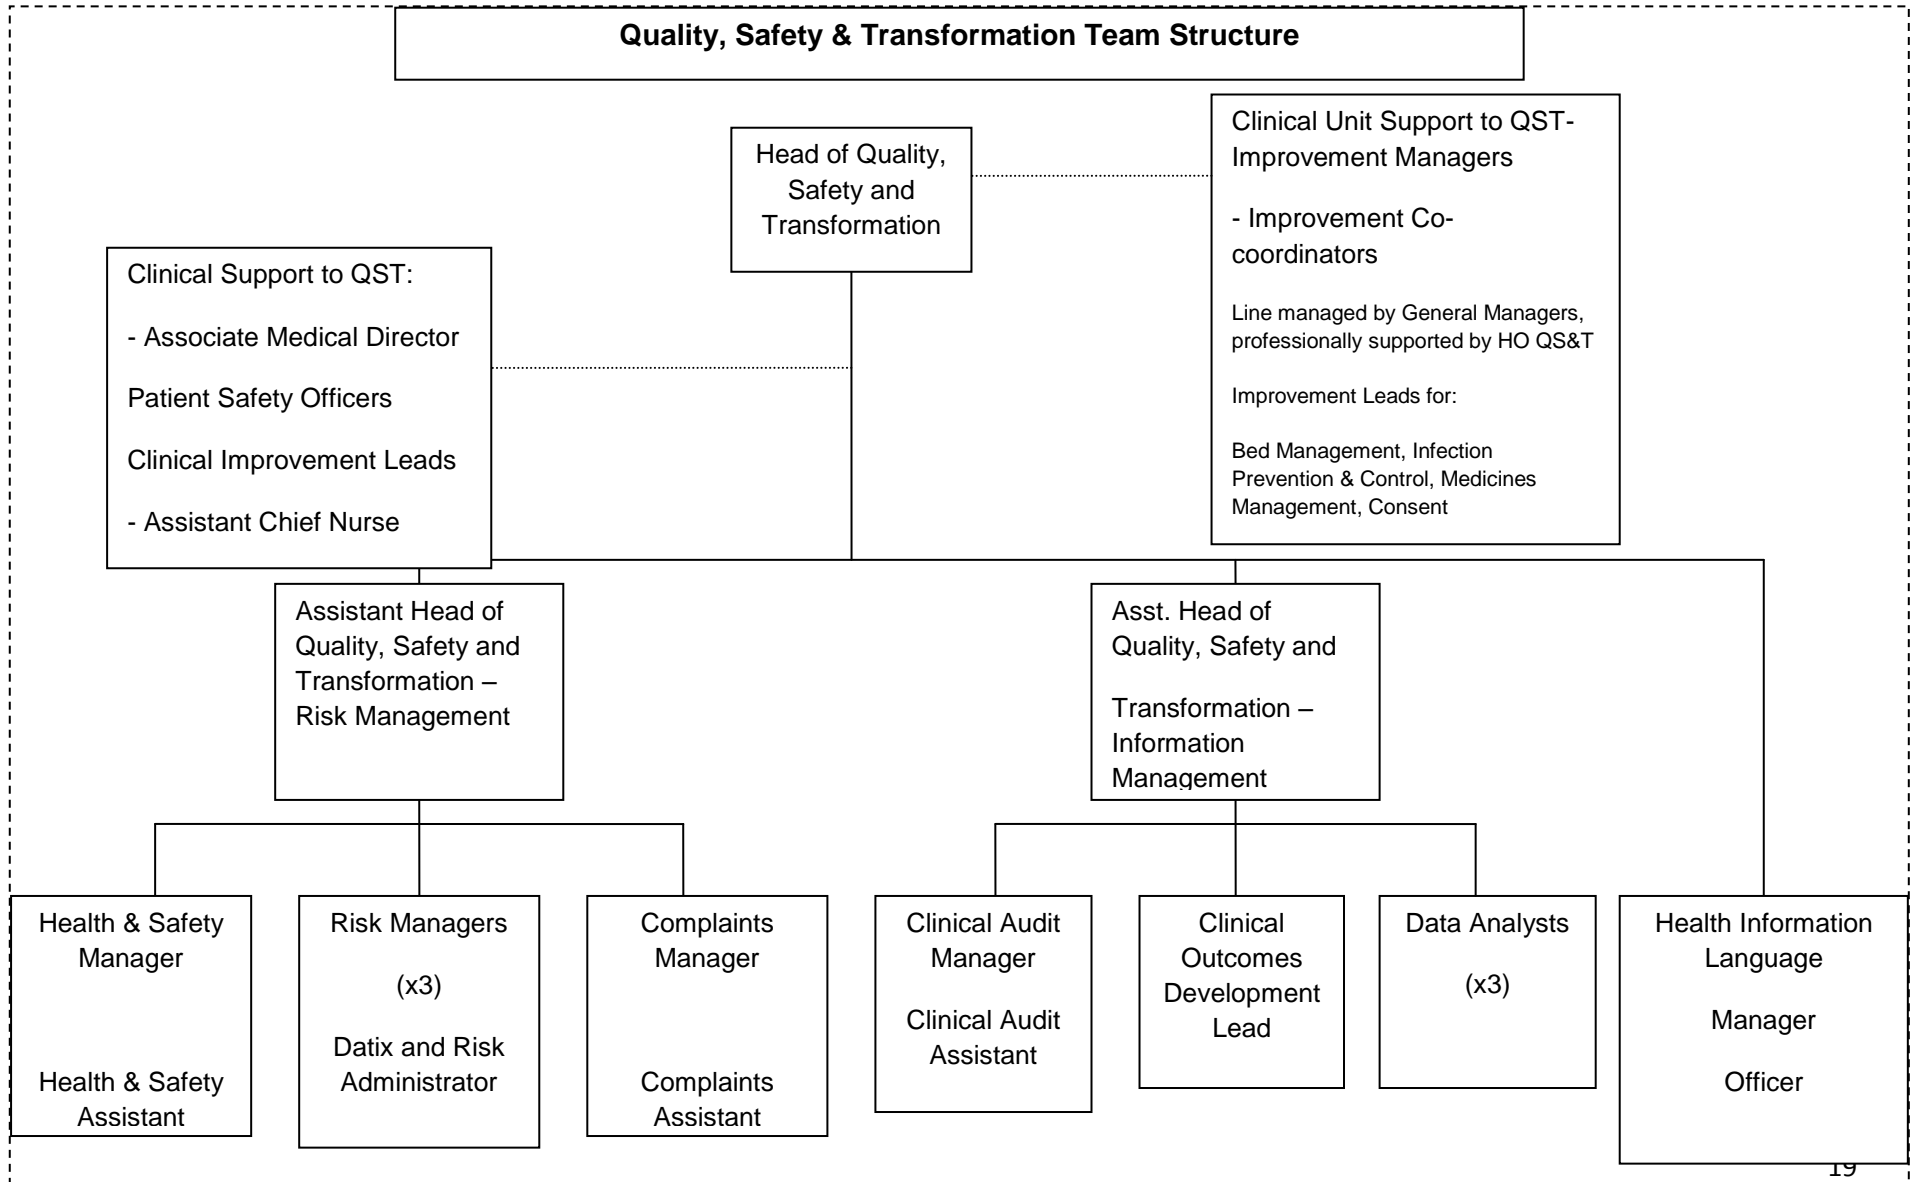 Quality, Safety & Transformation Team Structure
Head of Quality,
Safety and
Transformation
Clinical Unit Support to QST-
Improvement Managers
- Improvement Co-
coordinators
Line managed by General Managers,
professionally supported by HO QS&T
Improvement Leads for:
Bed Management, Infection
Prevention & Control, Medicines
Management, Consent
Clinical Support to QST:
- Associate Medical Director
Patient Safety Officers
Clinical Improvement Leads
- Assistant Chief Nurse
Assistant Head of
Quality, Safety and
Transformation –
Risk Management
Asst. Head of
Quality, Safety and
Transformation –
Information
Management
Health & Safety
Manager
Health & Safety
Assistant
Risk Managers
(x3)
Datix and Risk
Administrator
Complaints
Manager
Complaints
Assistant
Clinical Audit
Manager
Clinical Audit
Assistant
Clinical
Outcomes
Development
Lead
Data Analysts
(x3)
Health Information
Language
Manager
Officer
19